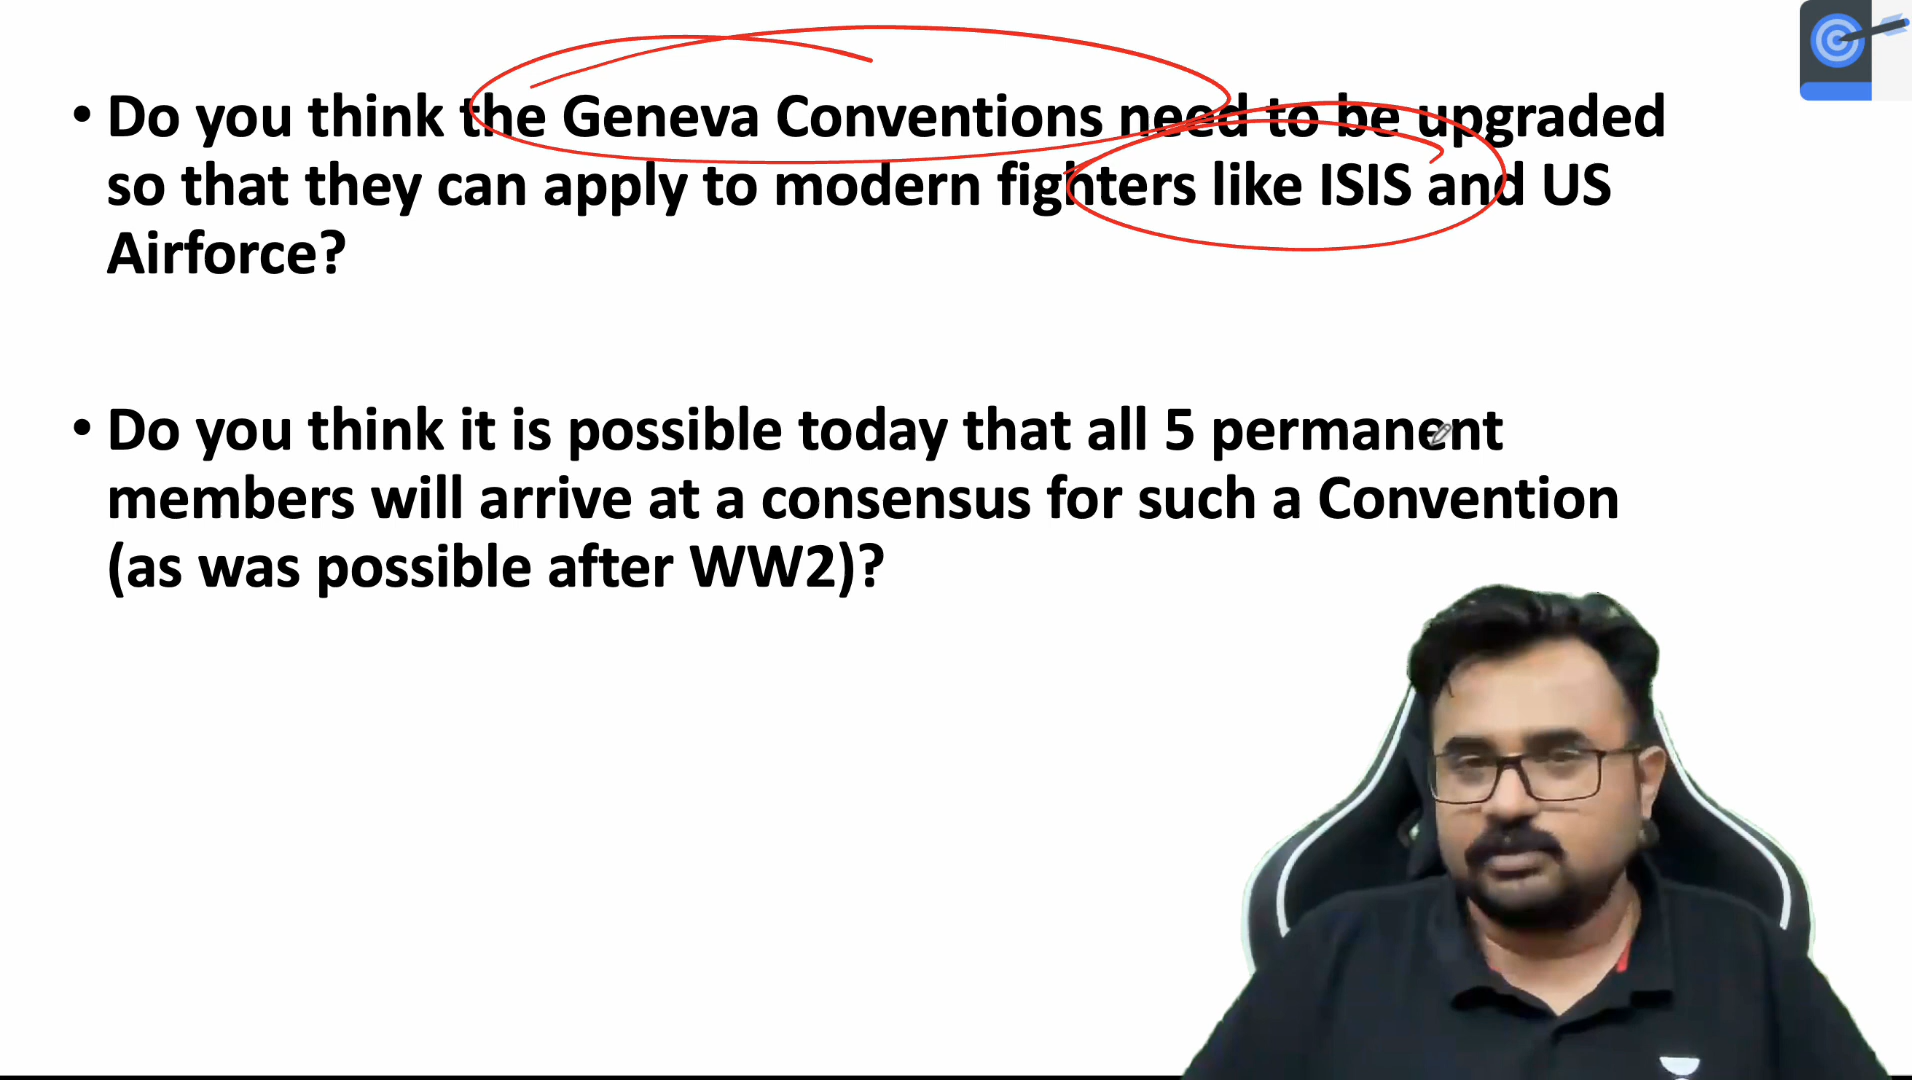 • Do you think the Geneva Conventions need to be upgraded
so that they can apply to modern fighters like ISIS and US
Airforce?
• Do you think it is possible today that all 5 permanent
members will arrive at a consensus for such a Convention
(as was possible after WW2)?